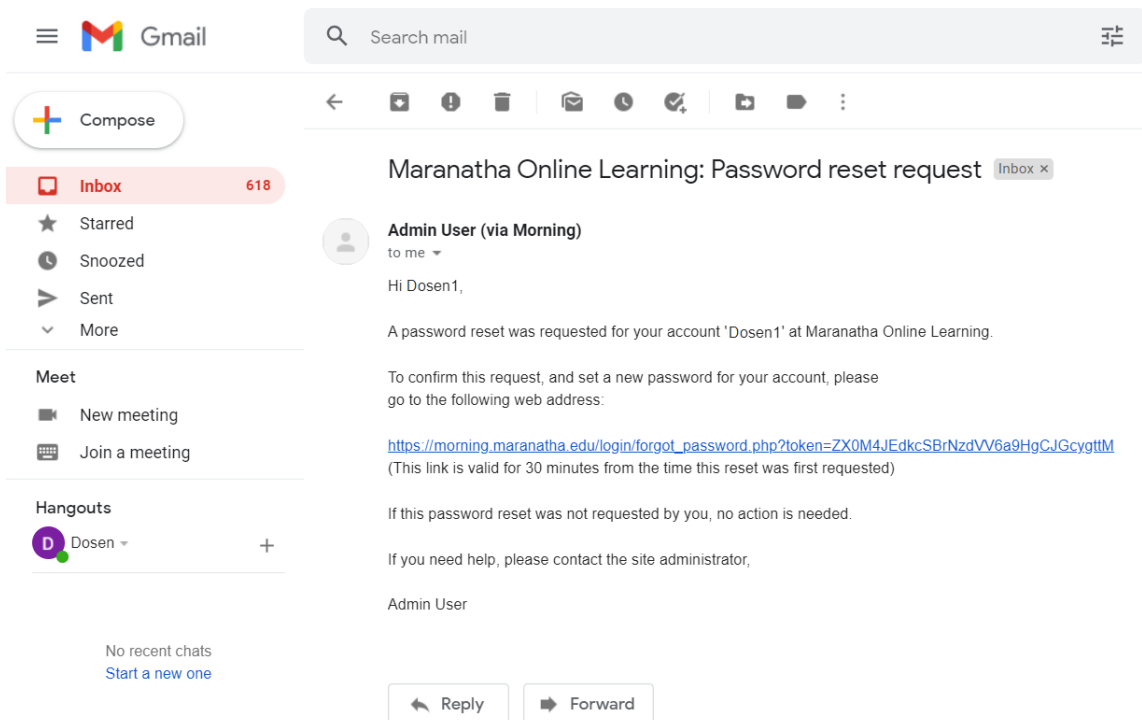 Gmail
Search mail
Compose
Inbox 618
Starred
Snoozed
Sent
More
Meet
New meeting
Join a meeting
Hangouts
D Dosen
No recent chats
Start a new one
Maranatha Online Learning: Password reset request Inbox ×
Admin User (via Morning)
to me
Hi Dosen1,
A password reset was requested for your account 'Dosen1' at Maranatha Online Learning.
To confirm this request, and set a new password for your account, please
go to the following web address:
https://morning.maranatha.edu/login/forgot_password.php?token=ZX0M4JEdkcSBrNzdVV6a9HgCJGcygttM
(This link is valid for 30 minutes from the time this reset was first requested)
If this password reset was not requested by you, no action is needed.
If you need help, please contact the site administrator,
Admin User
Reply Forward